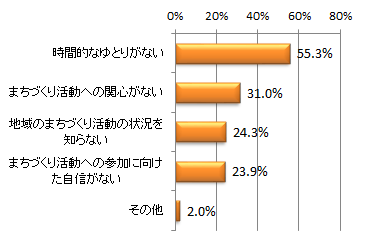 0% 20% 40% 60% 80%
時間的なゆとりがない 55.3%
まちづくり活動への関心がない 31.0%
地域のまちづくり活動の状況を
知らない 24.3%
まちづくり活動への参加に向け
た自信がない 23.9%
その他 2.0%